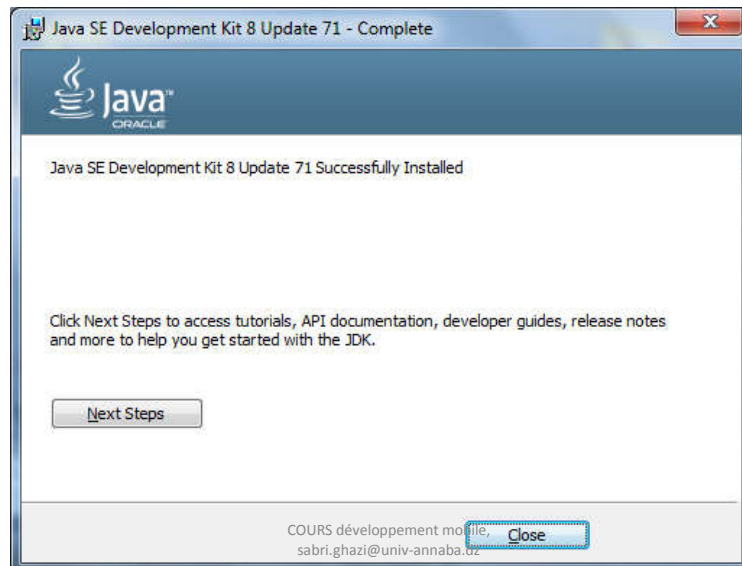 Java SE Development Kit 8 Update 71 - Complete
Java™
ORACLE
Java SE Development Kit 8 Update 71 Successfully Installed
Click Next Steps to access tutorials, API documentation, developer guides, release notes
and more to help you get started with the JDK.
Next Steps
COURS développement mobile,
sabri.ghazi@univ-annaba.dz
Close